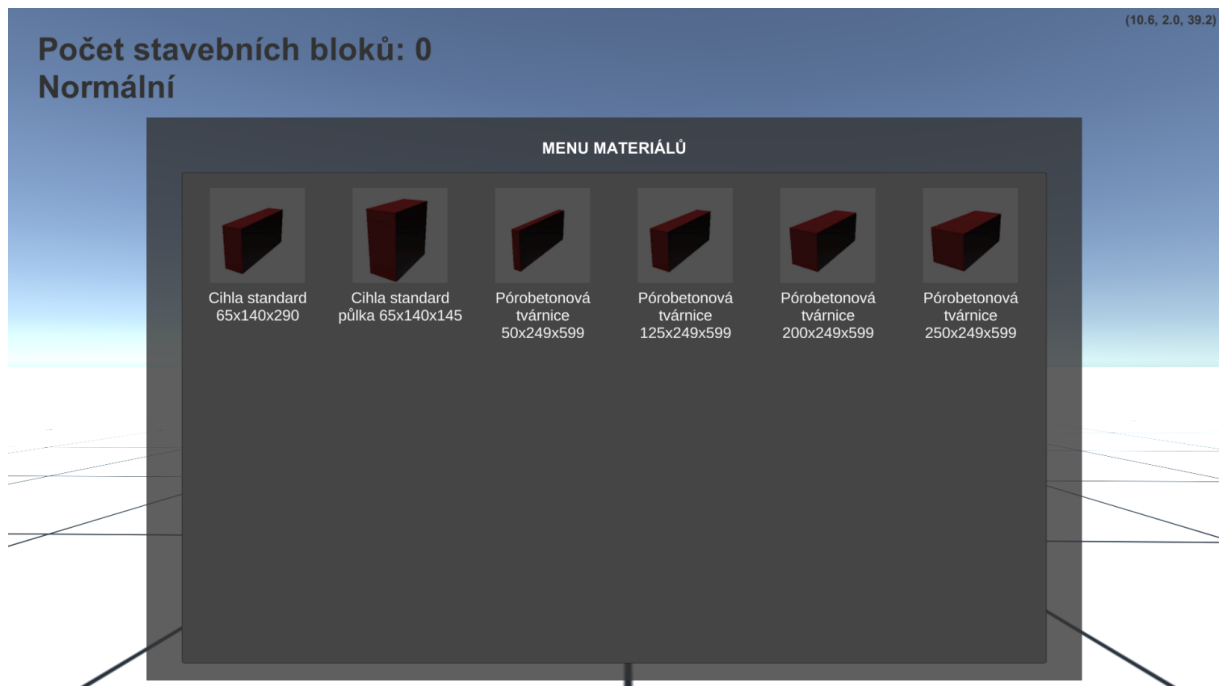 (10.6, 2.0, 39.2)
Počet stavebních bloků: 0
Normální
MENU MATERIÁLŮ
Cihla standard
65x140x290
Cihla standard
půlka 65x140x145
Pórobetonová
tvárnice
50x249x599
Pórobetonová
tvárnice
125x249x599
Pórobetonová
tvárnice
200x249x599
Pórobetonová
tvárnice
250x249x599